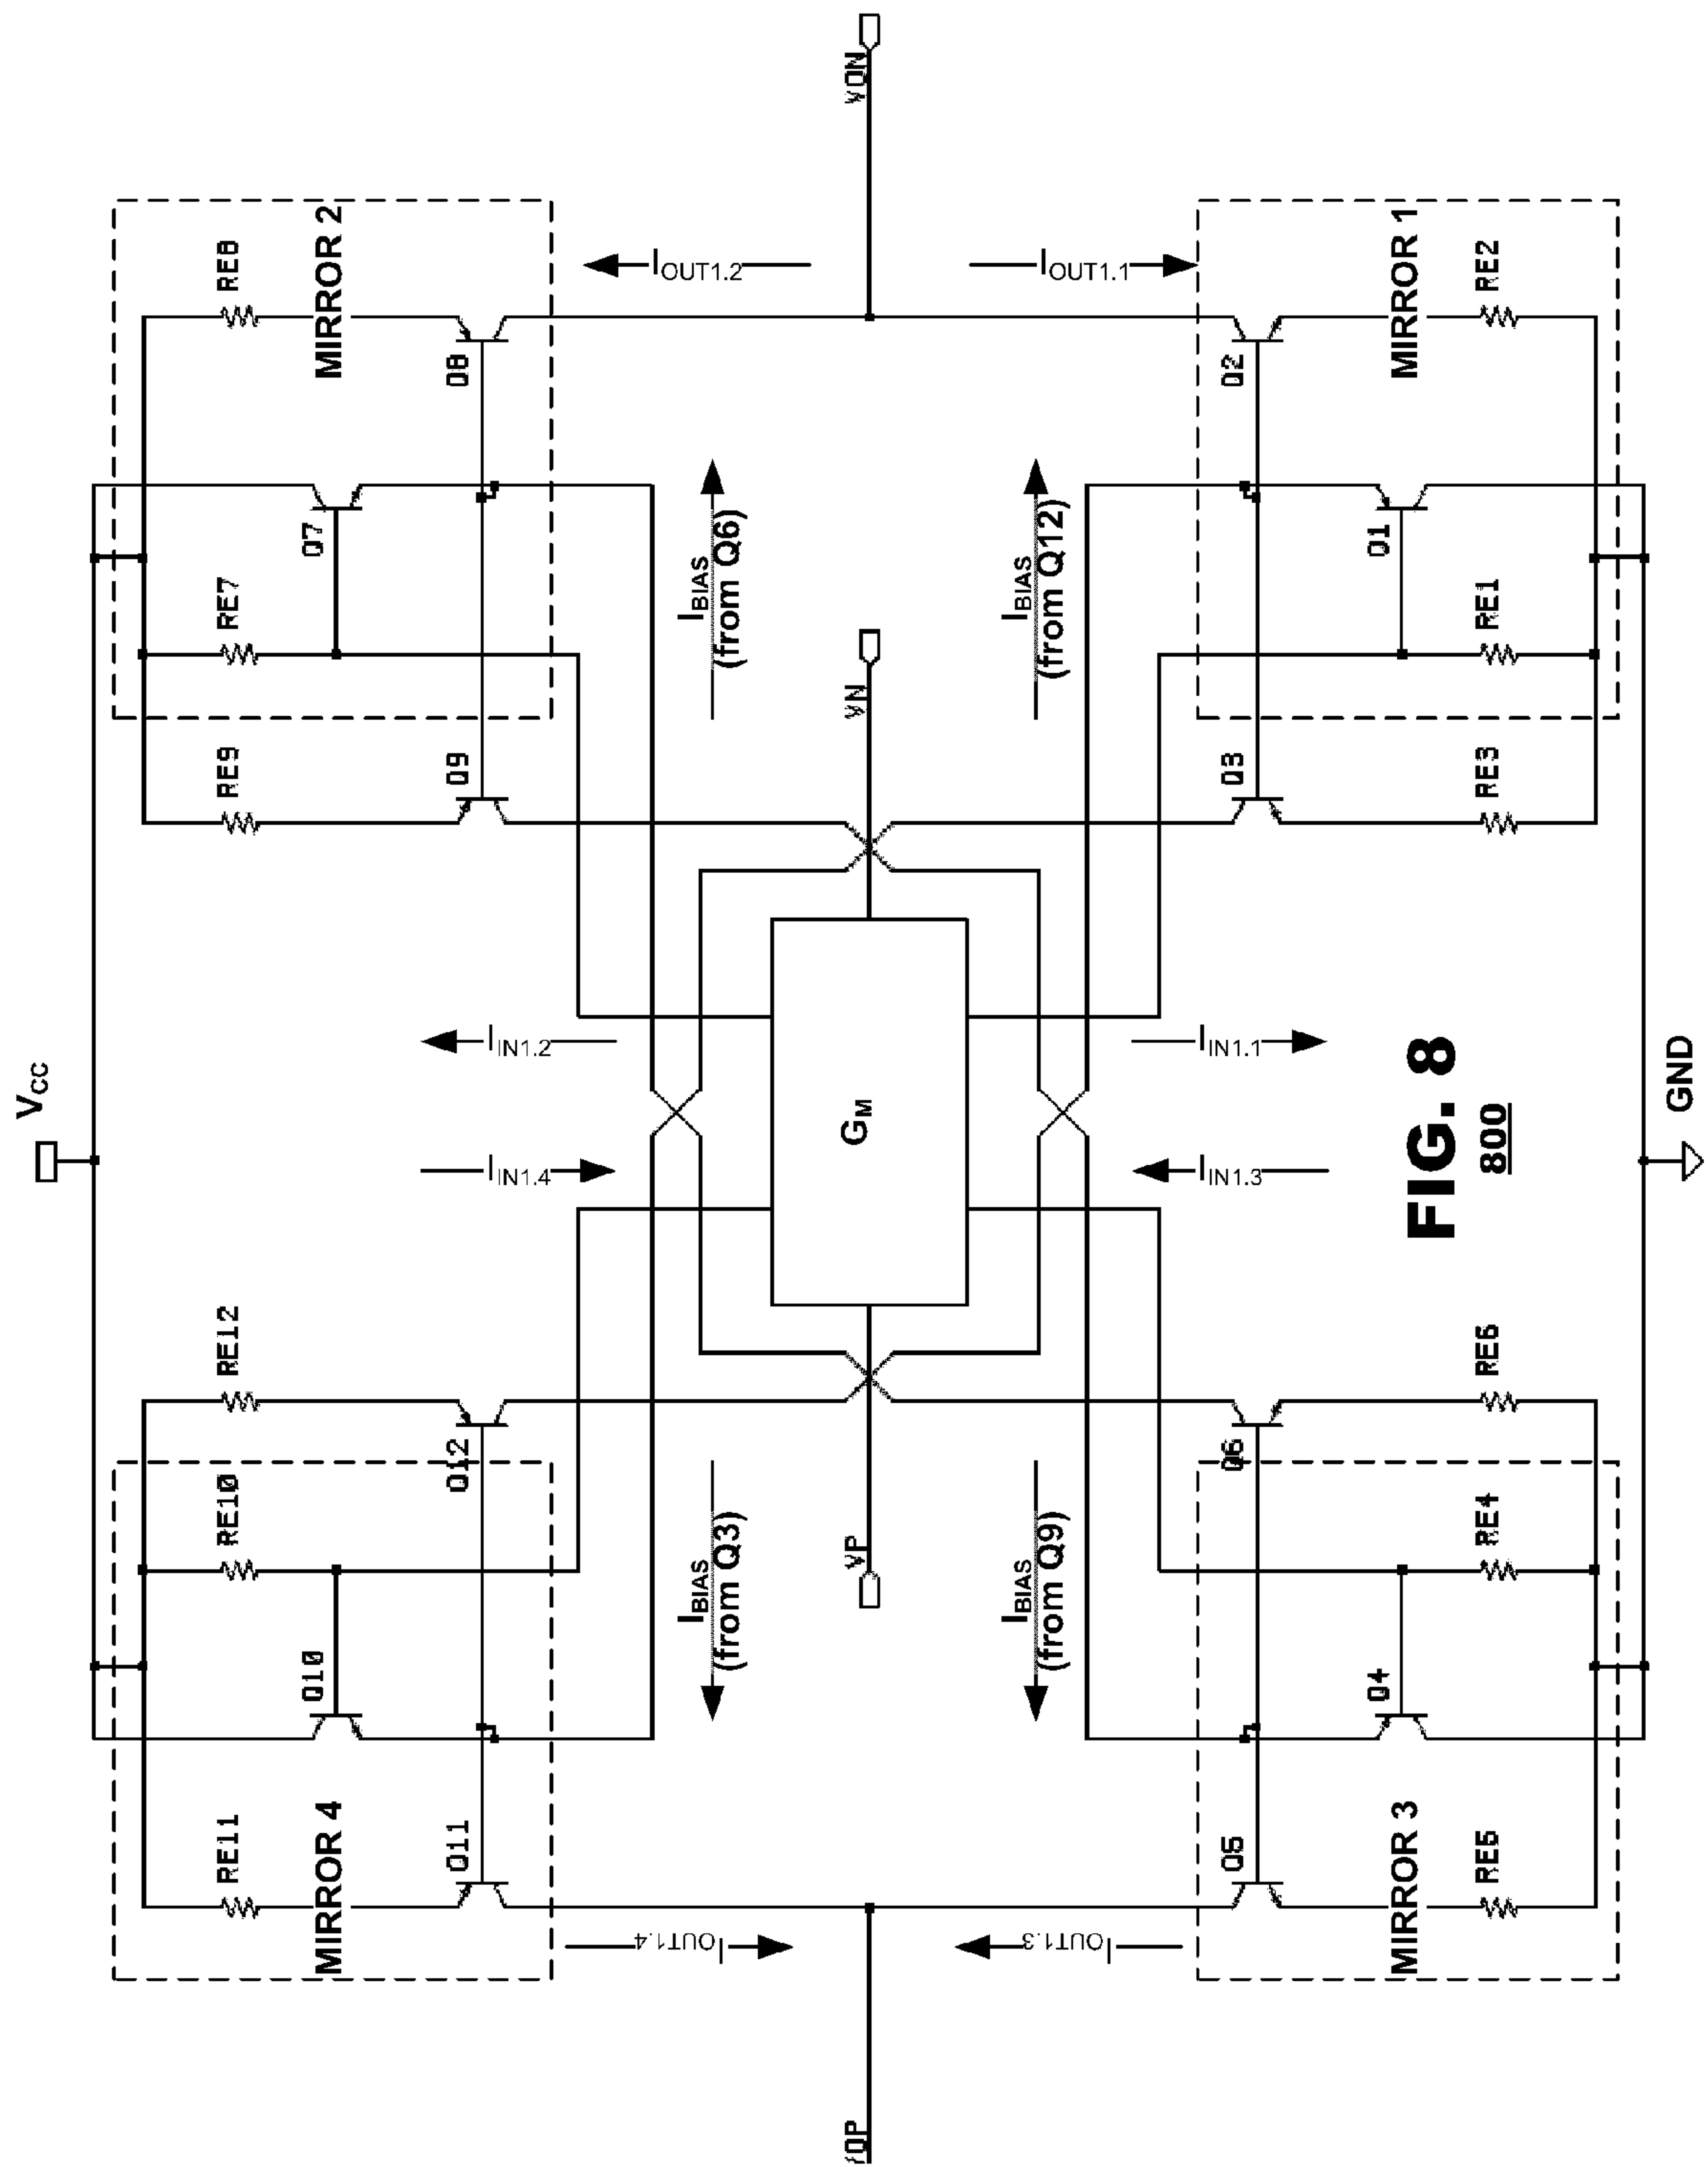 VCC
GND
FIG. 8
800
GM
VON
VN
VP
MIRROR 2
RE8
Q8
Q7
RE7
RE9
Q9
MIRROR 1
RE2
Q2
Q1
RE1
RE3
Q3
IOUT1.2
IOUT1.1
IBIAS
(from Q6)
IBIAS
(from Q12)
IIN1.2
IIN1.1
IIN1.4
IIN1.3
RE12
Q12
RE10
Q10
RE11
Q11
MIRROR 4
RE6
Q6
RE4
Q4
RE5
Q5
MIRROR 3
IBIAS
(from Q3)
IBIAS
(from Q9)
IOUT1.4
IOUT1.3